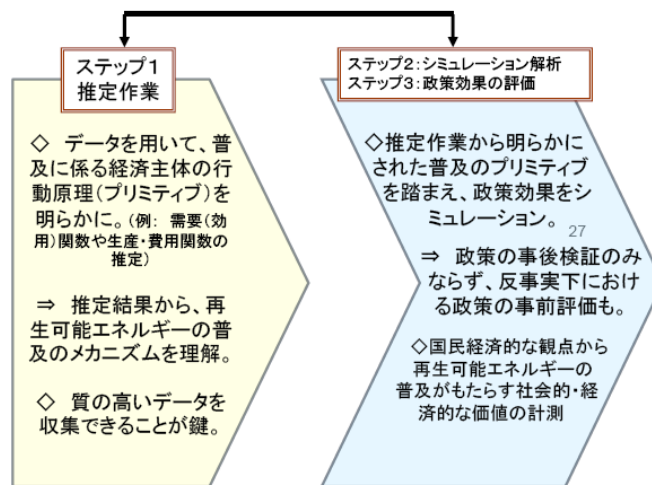 ステップ1
推定作業
◇ データを用いて、普
及に係る経済主体の行
動原理(プリミティブ)を
明らかに。(例: 需要(効
用)関数や生産・費用関数の
推定)
⇒ 推定結果から、再
生可能エネルギーの普
及のメカニズムを理解。
◇ 質の高いデータを
収集できることが鍵。
ステップ2:シミュレーション解析
ステップ3:政策効果の評価
◇推定作業から明らかに
された普及のプリミティブ
を踏まえ、政策効果をシ
ミュレーション。
27
⇒ 政策の事後検証のみ
ならず、反事実下におけ
る政策の事前評価も。
◇国民経済的な観点から
再生可能エネルギーの
普及がもたらす社会的・経
済的な価値の計測